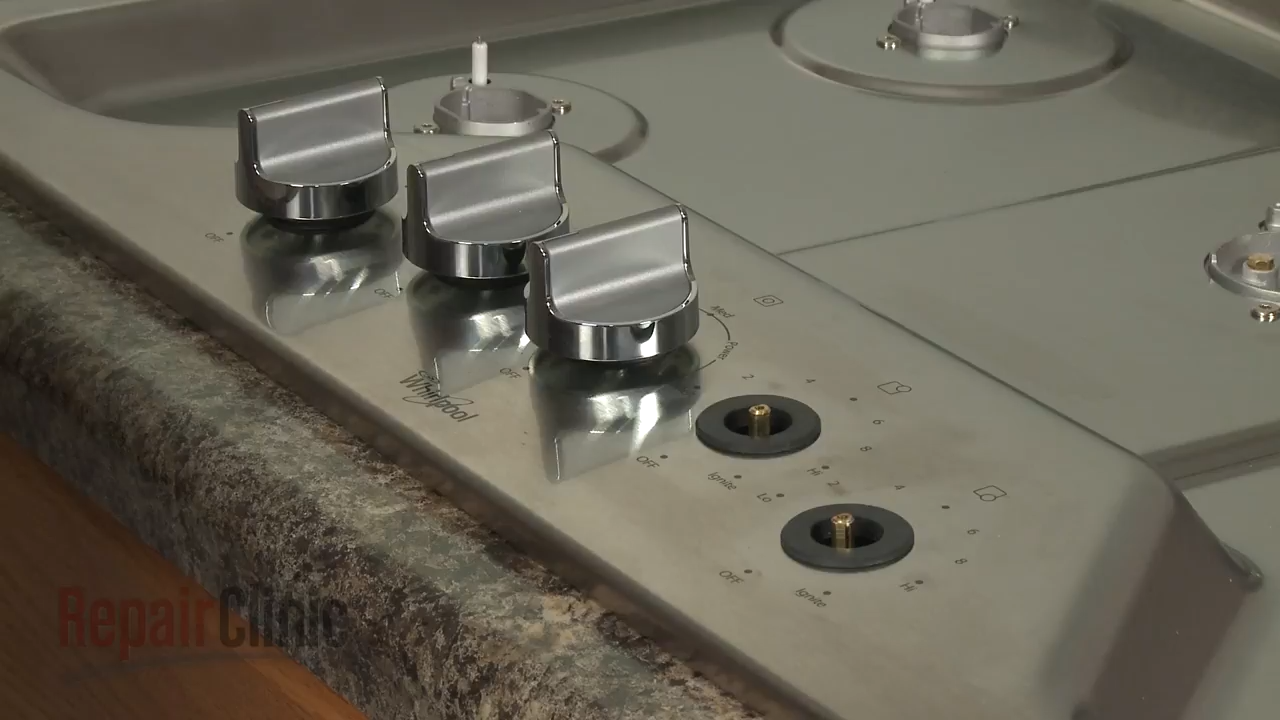 OFF
OFF
OFF
Med
Power
Whirlpool
2 4
6
8
Hi
OFF
Ignite
Lo
2 4
6
8
Hi
OFF
Ignite
RepairClinic